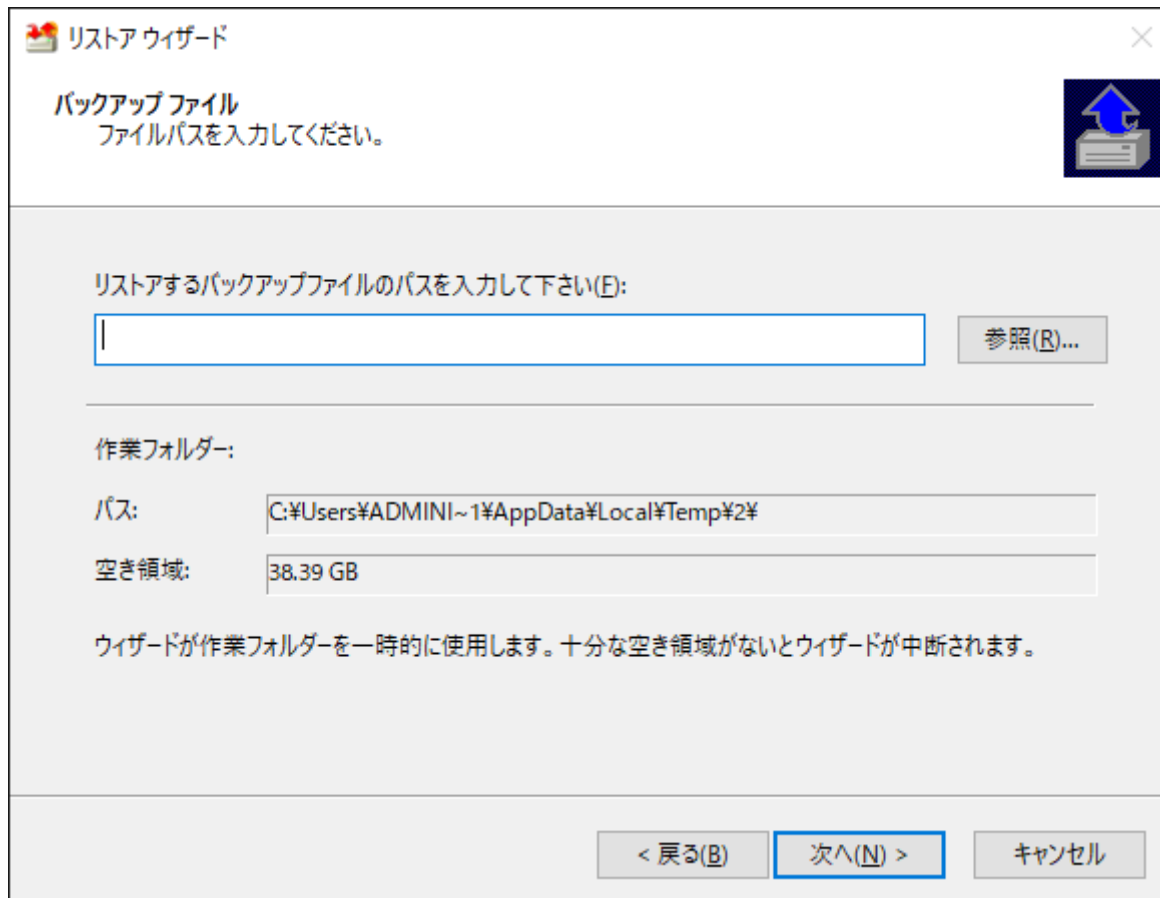 リストア ウィザード
バックアップ ファイル
ファイルパスを入力してください。
リストアするバックアップファイルのパスを入力して下さい(F):
参照(R)...
作業フォルダー:
パス:
C:¥Users¥ADMINI~1¥AppData¥Local¥Temp¥2¥
空き領域:
38.39 GB
ウィザードが作業フォルダーを一時的に使用します。十分な空き領域がないとウィザードが中断されます。
< 戻る(B)
次へ(N) >
キャンセル